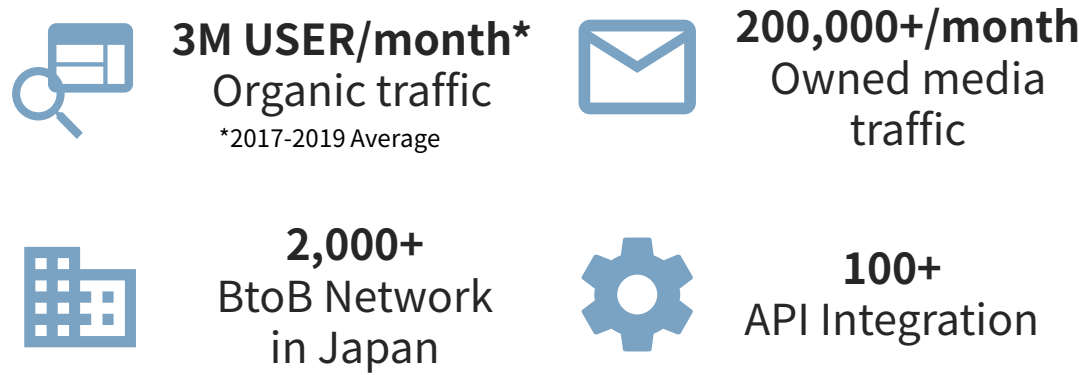 3M USER/month*
Organic traffic
*2017-2019 Average
200,000+/month
Owned media
traffic
2,000+
BtoB Network
in Japan
100+
API Integration